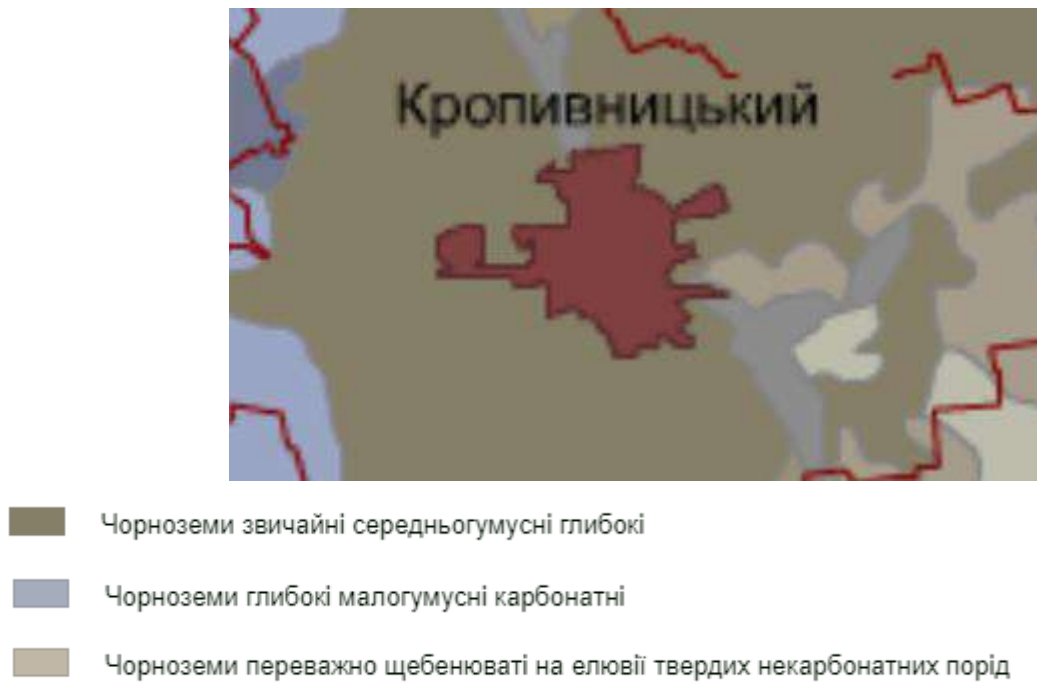 Кропивницький
Чорноземи звичайні середньогумусні глибокі
Чорноземи глибокі малогумусні карбонатні
Чорноземи переважно щебенюваті на елювії твердих некарбонатних порід